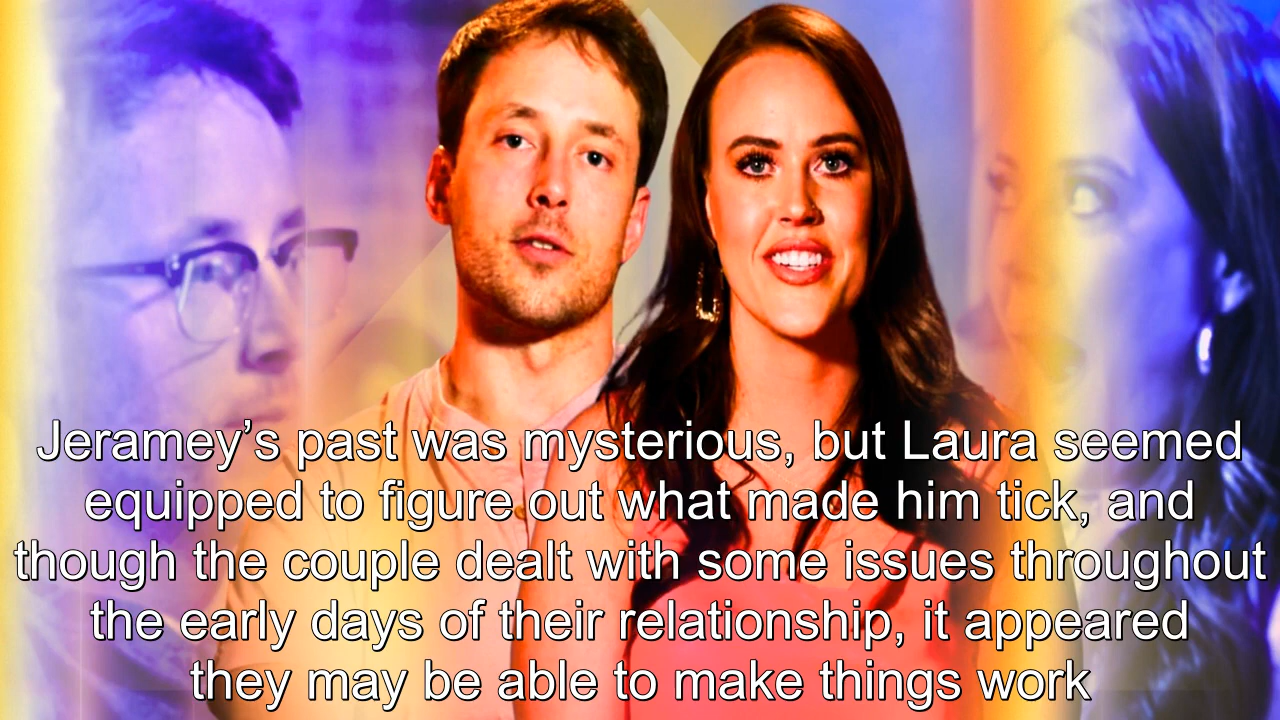 Jeramey’s past was mysterious, but Laura seemed
equipped to figure out what made him tick, and
though the couple dealt with some issues throughout
the early days of their relationship, it appeared
they may be able to make things work